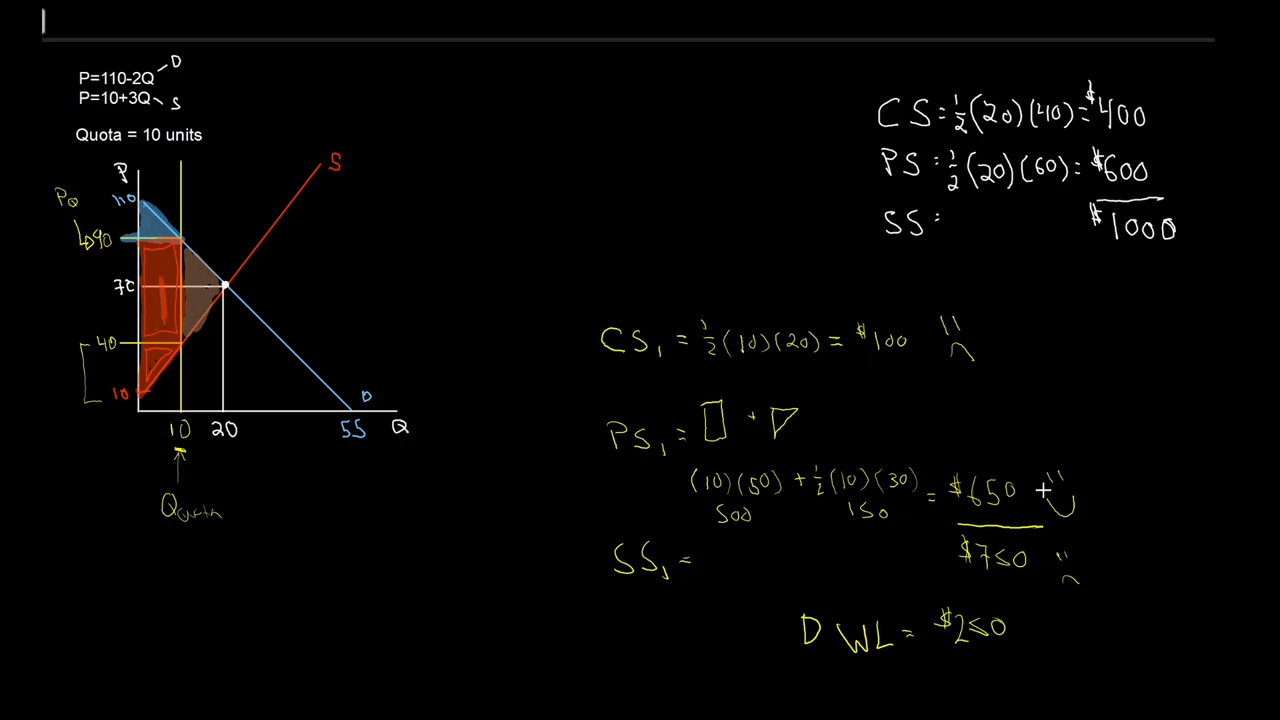 P=110-2Q D
P=10+3Q S
Quota = 10 units
P
S
110
PQ
90
70
40
10
D
10 20 55 Q
QQuota
CS = 1/2 (20)(40) = $400
PS = 1/2 (20)(60) = $600
SS = $1000
CS1 = 1/2 (10)(20) = $100
PS1 = +
(10)(50) + 1/2 (10)(30) = $650
500 150
SS1 = $750
DWL = $250